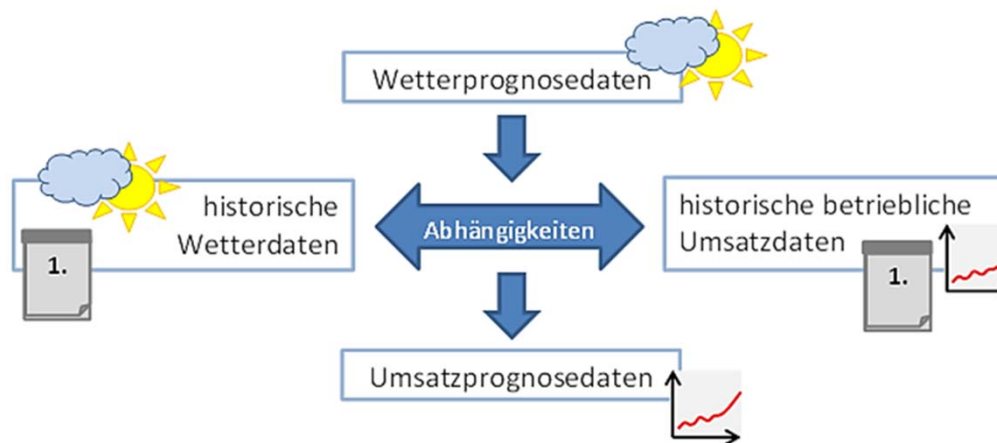 Wetterprognosedaten
historische
Wetterdaten
1.
Abhängigkeiten
historische betriebliche
Umsatzdaten
1.
Umsatzprognosedaten